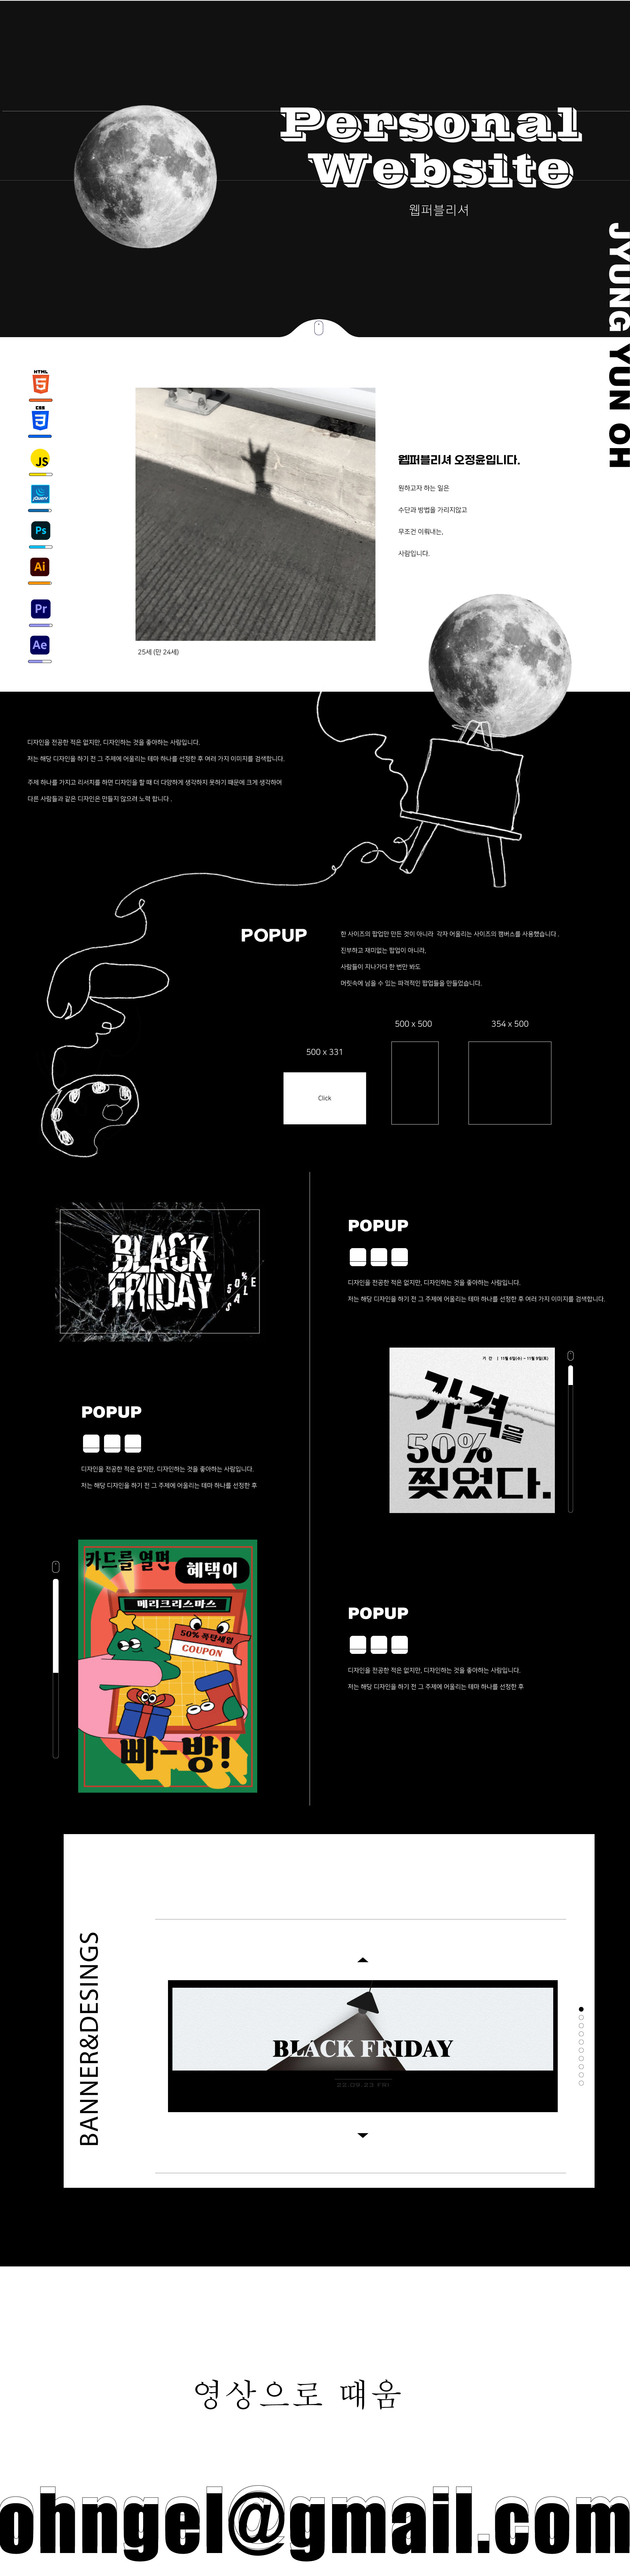 Personal
Website
웹퍼블리셔
JYUNG YUN OH
HTML
5
CSS
3
JS
jQuery
Ps
Ai
Pr
Ae
웹퍼블리셔 오정윤입니다.
원하고자 하는 일은
수단과 방법을 가리지않고
무조건 이뤄내는,
사람입니다.
25세 (만 24세)
디자인을 전공한 적은 없지만, 디자인하는 것을 좋아하는 사람입니다.
저는 해당 디자인을 하기 전 그 주제에 어울리는 테마 하나를 선정한 후 여러 가지 이미지를 검색합니다.
주제 하나를 가지고 리서치를 하면 디자인을 할 때 더 다양하게 생각하지 못하기 때문에 크게 생각하여
다른 사람들과 같은 디자인은 만들지 않으려 노력 합니다 .
POPUP
한 사이즈의 팝업만 만든 것이 아니라  각자 어울리는 사이즈의 캠버스를 사용했습니다 .
진부하고 재미없는 팝업이 아니라,
사람들이 지나가다 한 번만 봐도
머릿속에 남을 수 있는 파격적인 팝업들을 만들었습니다.
500 x 331
500 x 500
354 x 500
Click
BLACK
FRIDAY
50%
SALE
POPUP
디자인을 전공한 적은 없지만, 디자인하는 것을 좋아하는 사람입니다.
저는 해당 디자인을 하기 전 그 주제에 어울리는 테마 하나를 선정한 후 여러 가지 이미지를 검색합니다.
기 간 | 11월 6일(수) ~ 11월 9일(토)
가격을
50%
찢었다.
POPUP
디자인을 전공한 적은 없지만, 디자인하는 것을 좋아하는 사람입니다.
저는 해당 디자인을 하기 전 그 주제에 어울리는 테마 하나를 선정한 후
카드를 열면
혜택이
메리크리스마스
50% 폭탄세일
COUPON
빠-방!
POPUP
디자인을 전공한 적은 없지만, 디자인하는 것을 좋아하는 사람입니다.
저는 해당 디자인을 하기 전 그 주제에 어울리는 테마 하나를 선정한 후
BANNER&DESINGS
BLACK FRIDAY
22.09.23 FRI
영상으로 때움
ohngel@gmail.com